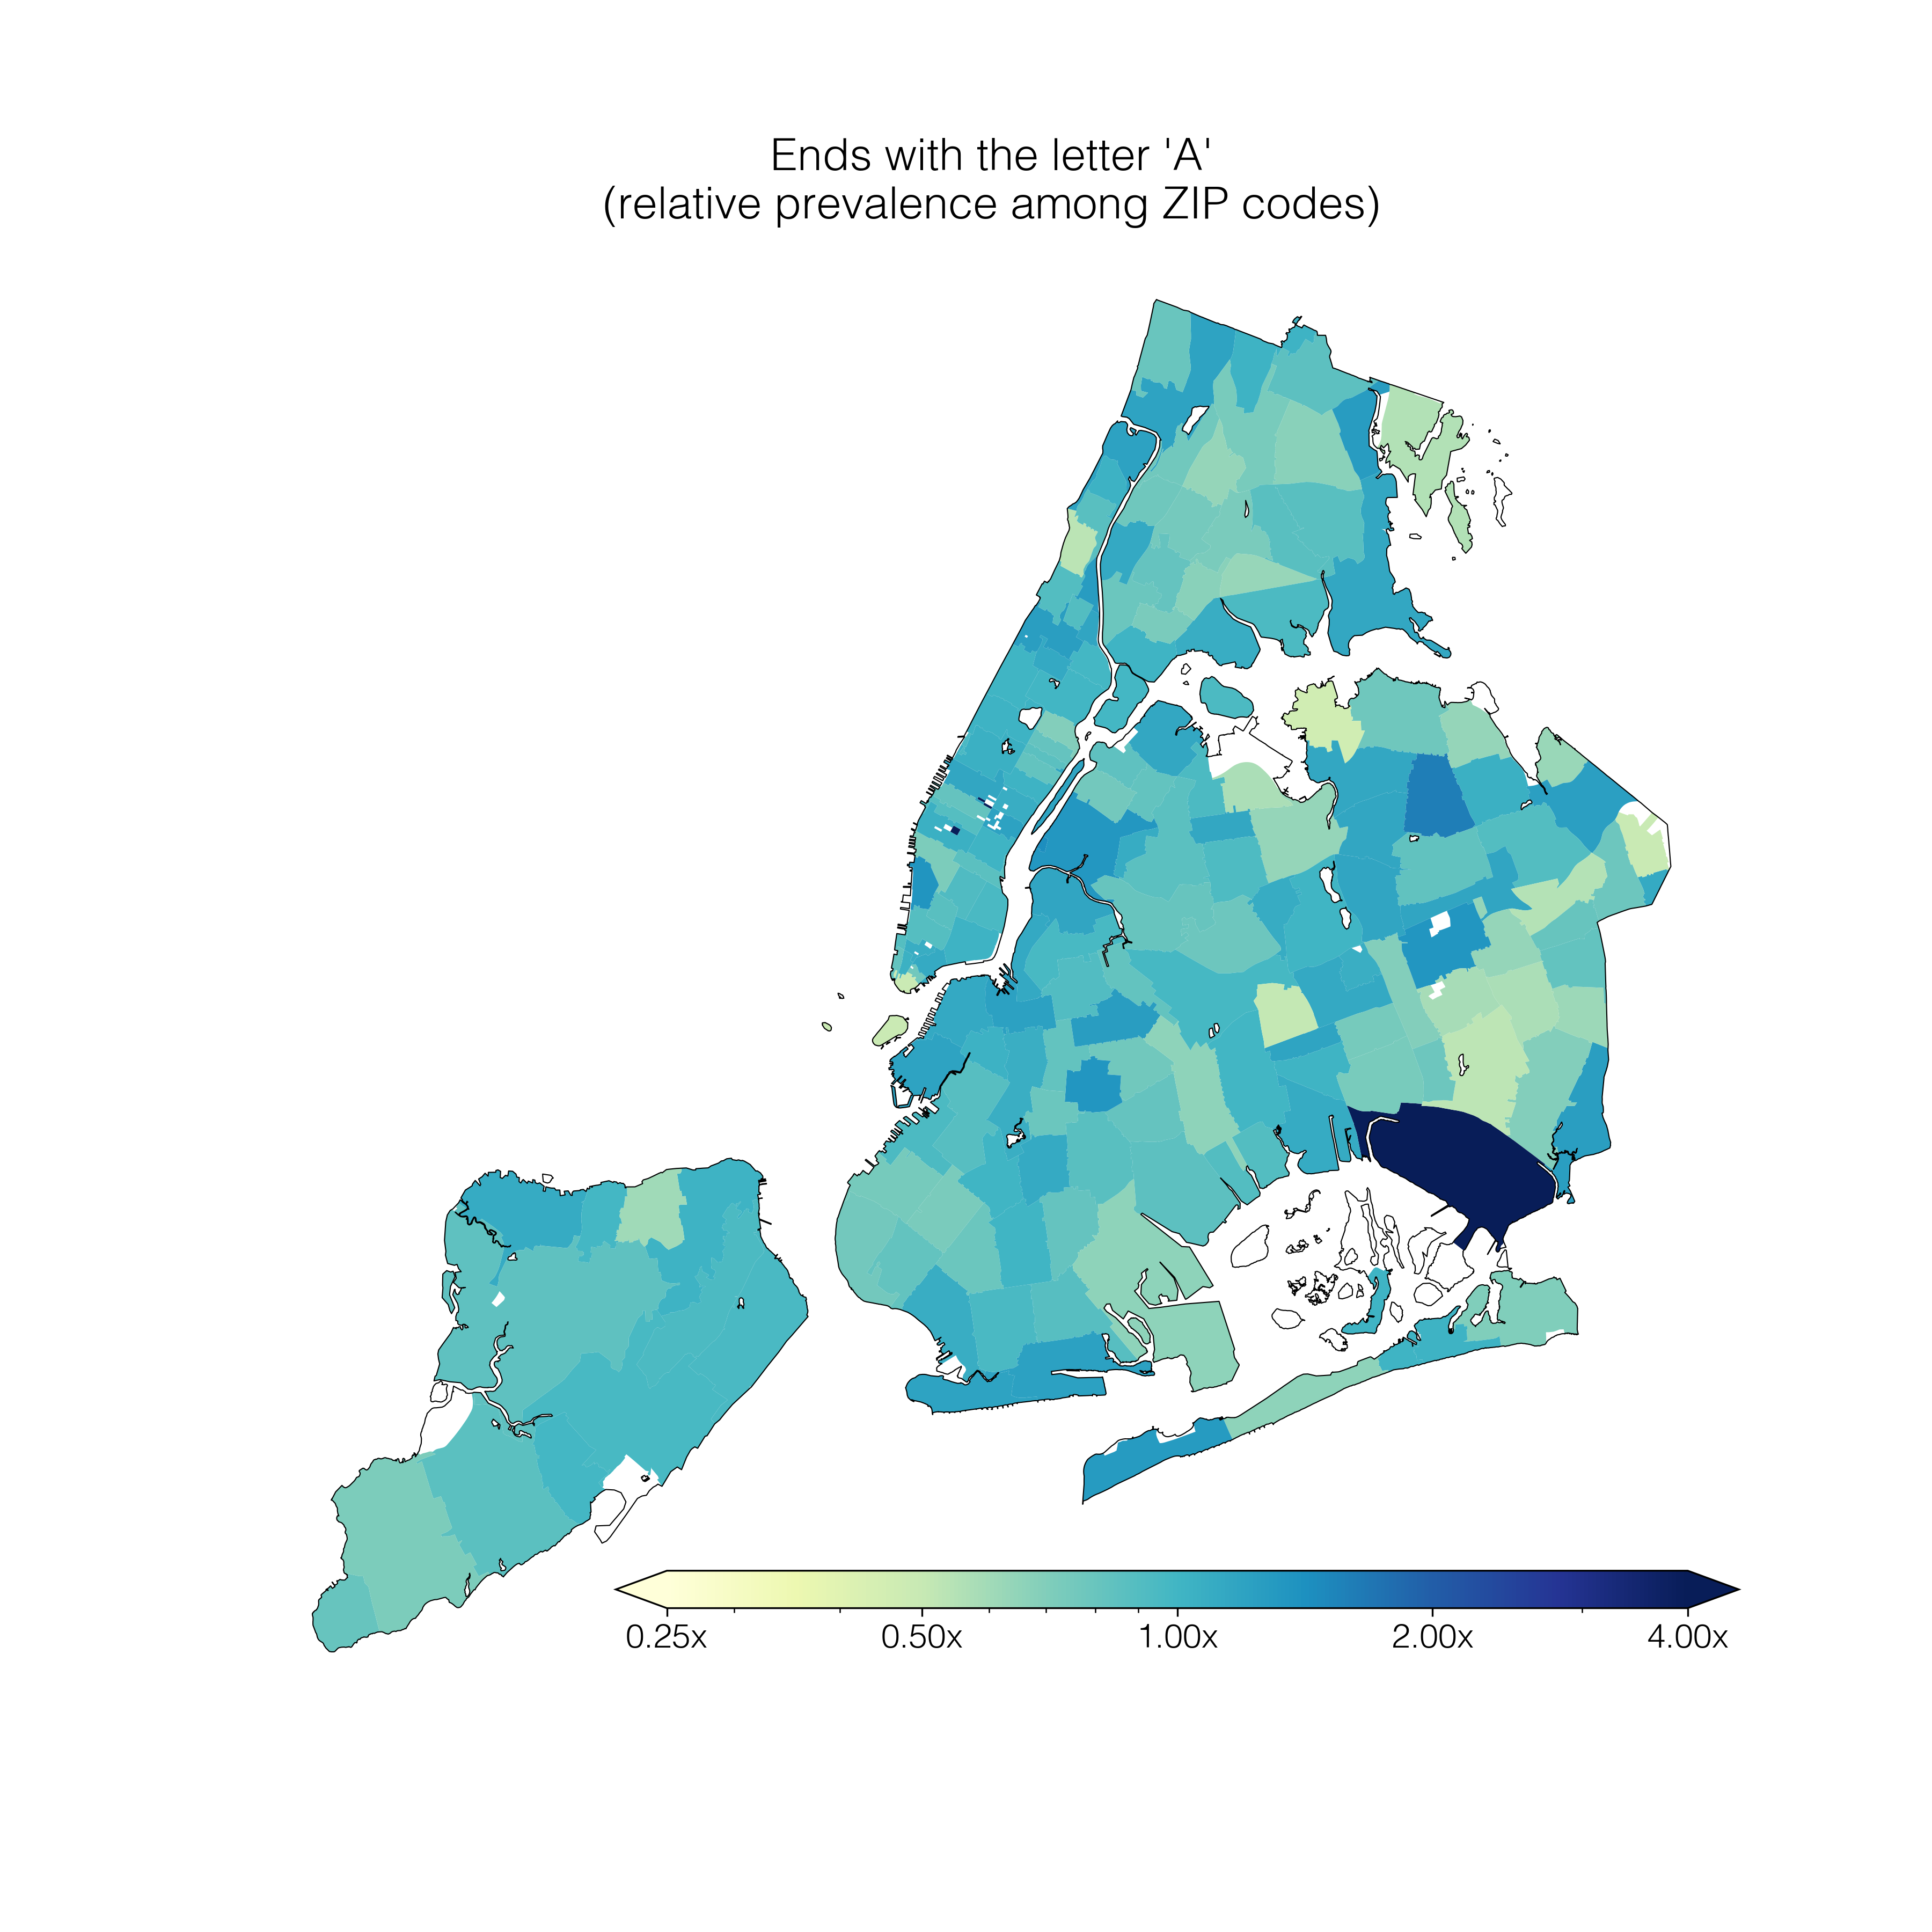 Ends with the letter 'A'
(relative prevalence among ZIP codes)
0.25x 0.50x 1.00x 2.00x 4.00x